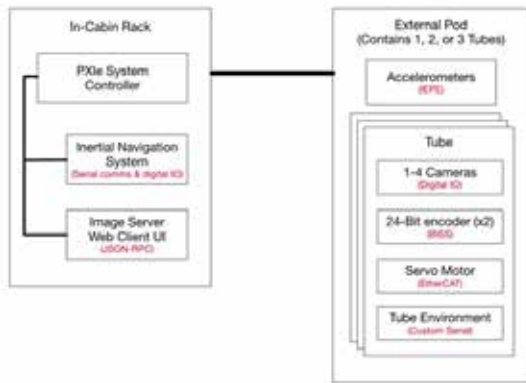 In-Cabin Rack
PXIe System
Controller
Inertial Navigation
System
(Serial comms & digital IO)
Image Server
Web Client UI
(JSON-RPC)
External Pod
(Contains 1, 2, or 3 Tubes)
Accelerometers
(IEPE)
Tube
1-4 Cameras
(Digital IO)
24-Bit encoder (x2)
(BiSS)
Servo Motor
(EtherCAT)
Tube Environment
(Custom Serial)